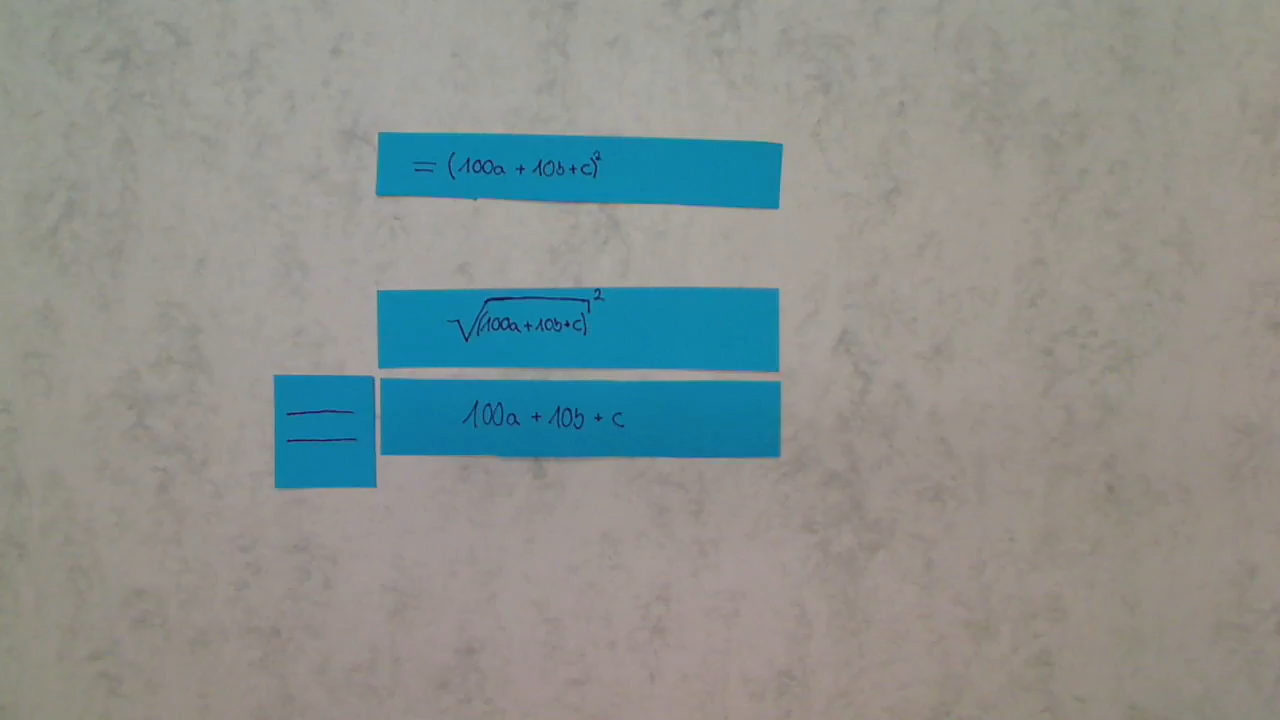 = (100a + 10b + c)²
√(100a + 10b + c)²
= 100a + 10b + c